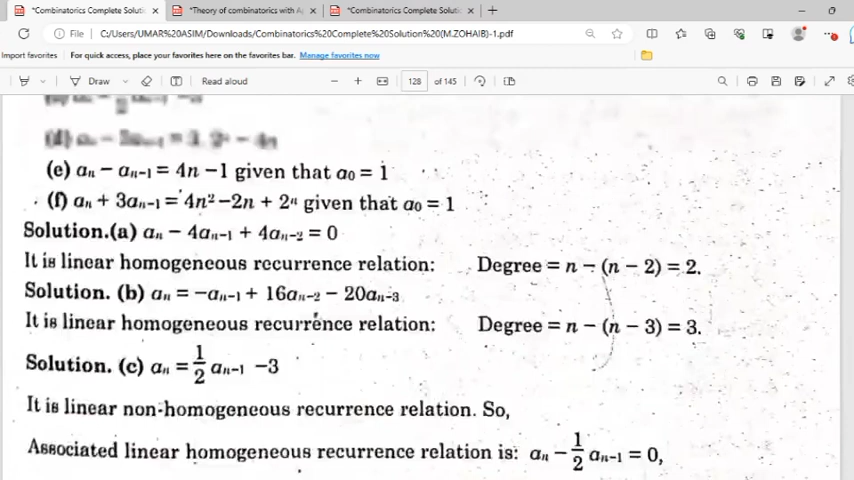 *Combinatorics Complete Soluti × *Theory of combinatorics with A × *Combinatorics Complete Solut ×
File | C:/Users/UMAR%20ASIM/Downloads/Combinatorics%20Complete%20Solution%20(M.ZOHAIB)-1.pdf
Import favorites | For quick access, place your favorites here on the favorites bar. Manage favorites now
Draw Read aloud − + 128 of 145
(e) aₙ − aₙ₋₁ = 4n −1 given that a₀ = 1
(f) aₙ + 3aₙ₋₁ = 4n² −2n + 2ⁿ given that a₀ = 1
Solution.(a) aₙ − 4aₙ₋₁ + 4aₙ₋₂ = 0
It is linear homogeneous recurrence relation: Degree = n − (n − 2) = 2.
Solution. (b) aₙ = −aₙ₋₁ + 16aₙ₋₂ − 20aₙ₋₃
It is linear homogeneous recurrence relation: Degree = n − (n − 3) = 3.
Solution. (c) aₙ = 1/2 aₙ₋₁ −3
It is linear non-homogeneous recurrence relation. So,
Associated linear homogeneous recurrence relation is: aₙ − 1/2 aₙ₋₁ = 0,